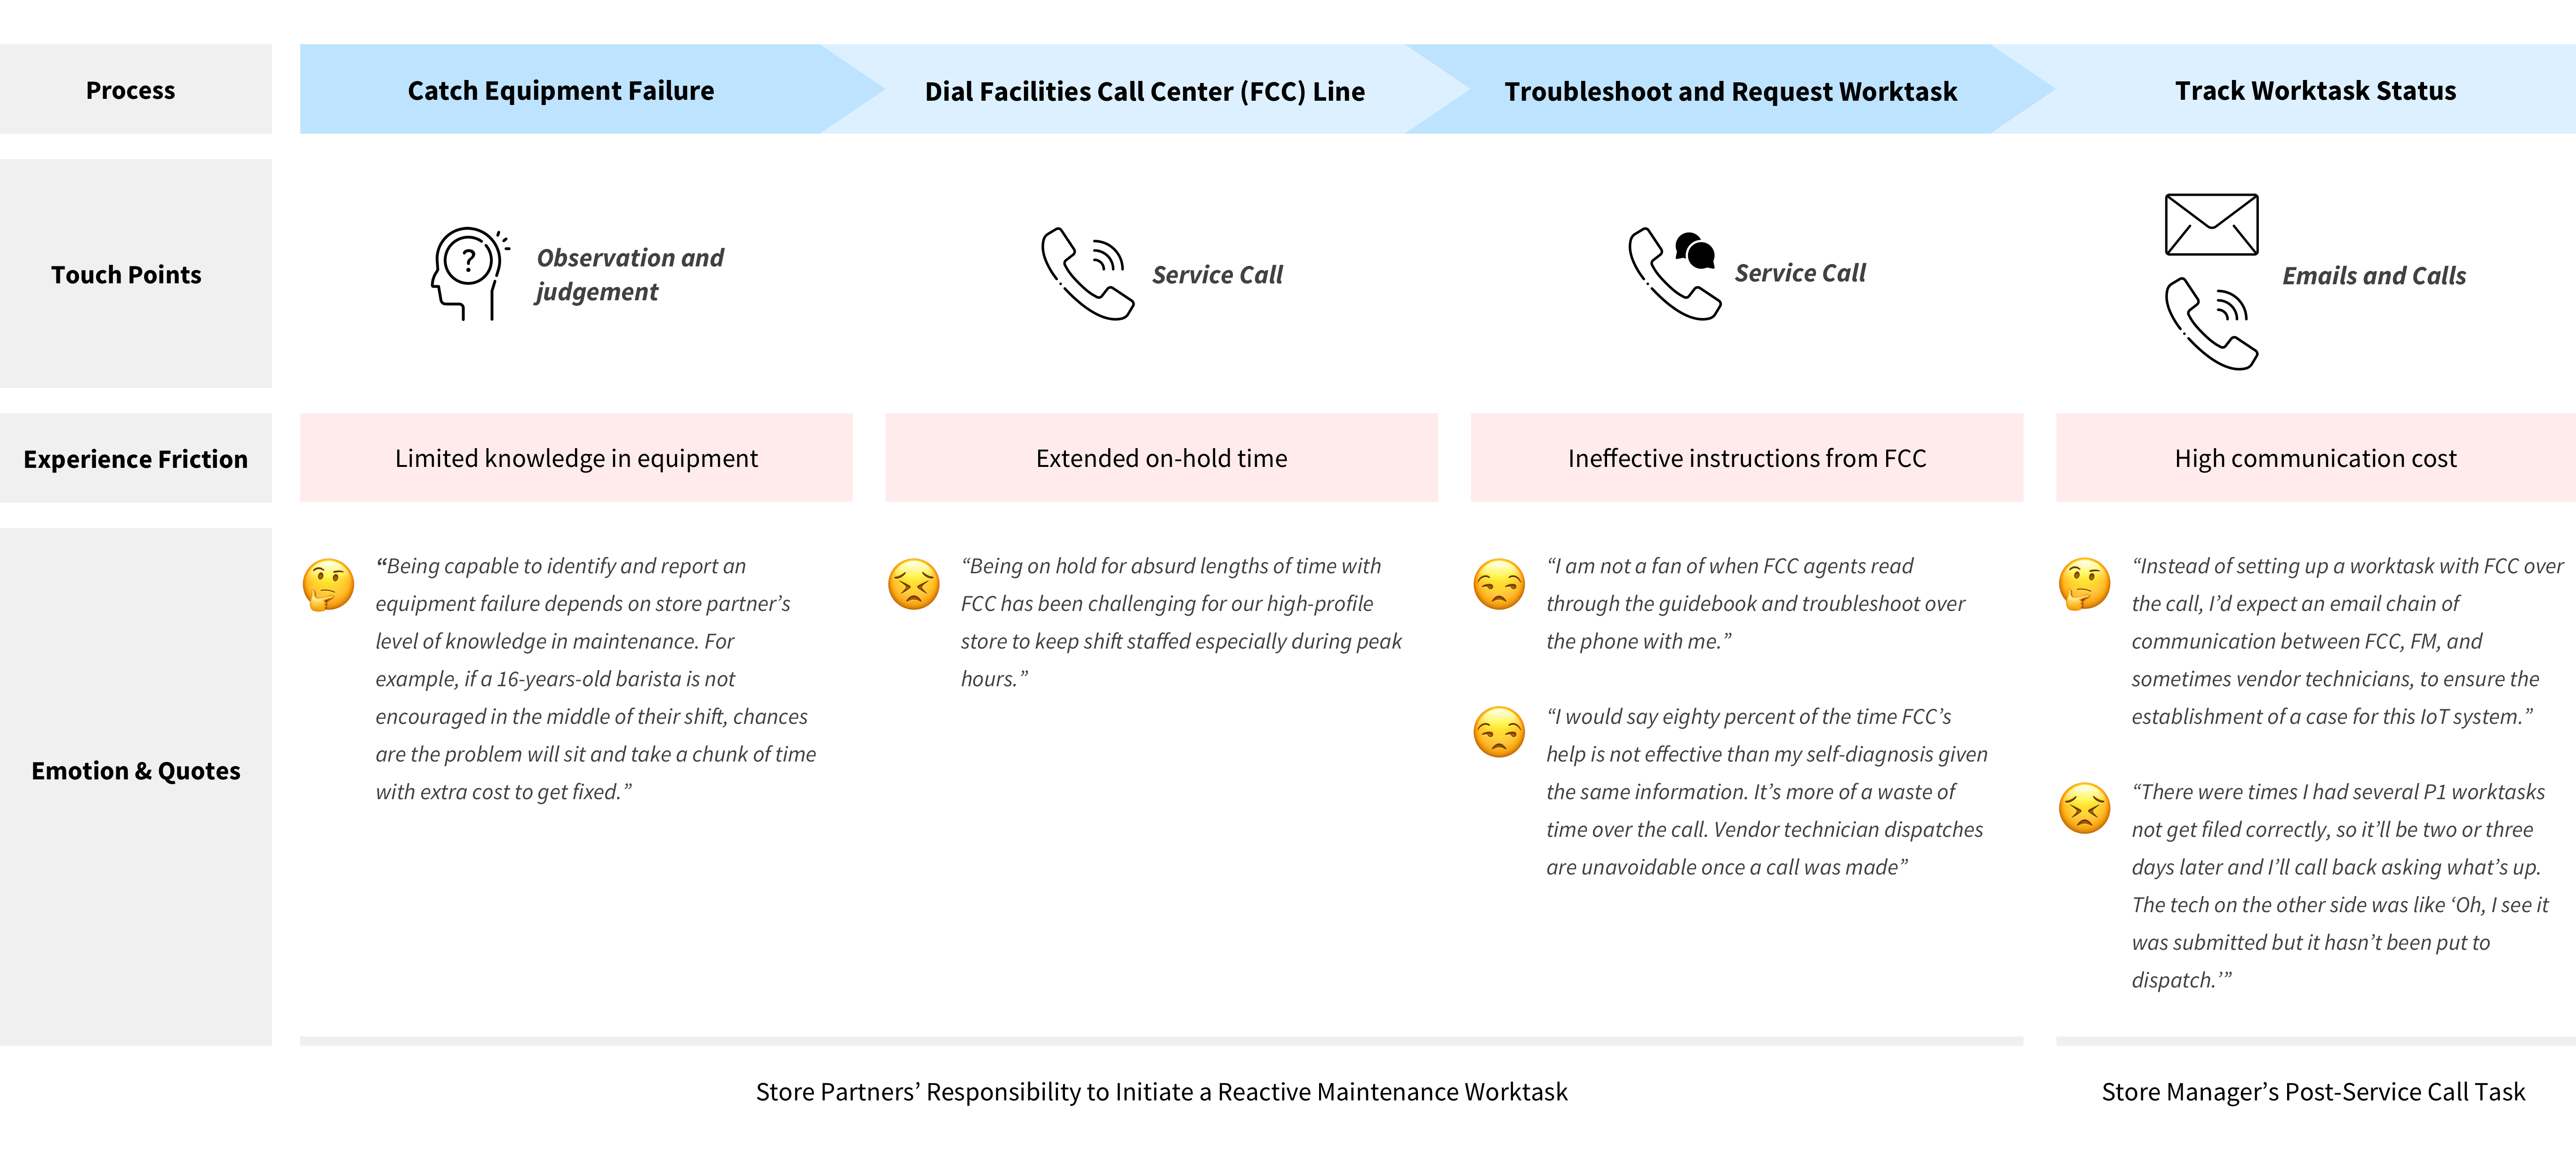 Process
Catch Equipment Failure
Dial Facilities Call Center (FCC) Line
Troubleshoot and Request Worktask
Track Worktask Status
Touch Points
Observation and
judgement
Service Call
Service Call
Emails and Calls
Experience Friction
Limited knowledge in equipment
Extended on-hold time
Ineffective instructions from FCC
High communication cost
Emotion & Quotes
“Being capable to identify and report an
equipment failure depends on store partner’s
level of knowledge in maintenance. For
example, if a 16-years-old barista is not
encouraged in the middle of their shift, chances
are the problem will sit and take a chunk of time
with extra cost to get fixed.”
“Being on hold for absurd lengths of time with
FCC has been challenging for our high-profile
store to keep shift staffed especially during peak
hours.”
“I am not a fan of when FCC agents read
through the guidebook and troubleshoot over
the phone with me.”
“I would say eighty percent of the time FCC’s
help is not effective than my self-diagnosis given
the same information. It’s more of a waste of
time over the call. Vendor technician dispatches
are unavoidable once a call was made”
“Instead of setting up a worktask with FCC over
the call, I’d expect an email chain of
communication between FCC, FM, and
sometimes vendor technicians, to ensure the
establishment of a case for this IoT system.”
“There were times I had several P1 worktasks
not get filed correctly, so it’ll be two or three
days later and I’ll call back asking what’s up.
The tech on the other side was like ‘Oh, I see it
was submitted but it hasn’t been put to
dispatch.’”
Store Partners’ Responsibility to Initiate a Reactive Maintenance Worktask
Store Manager’s Post-Service Call Task